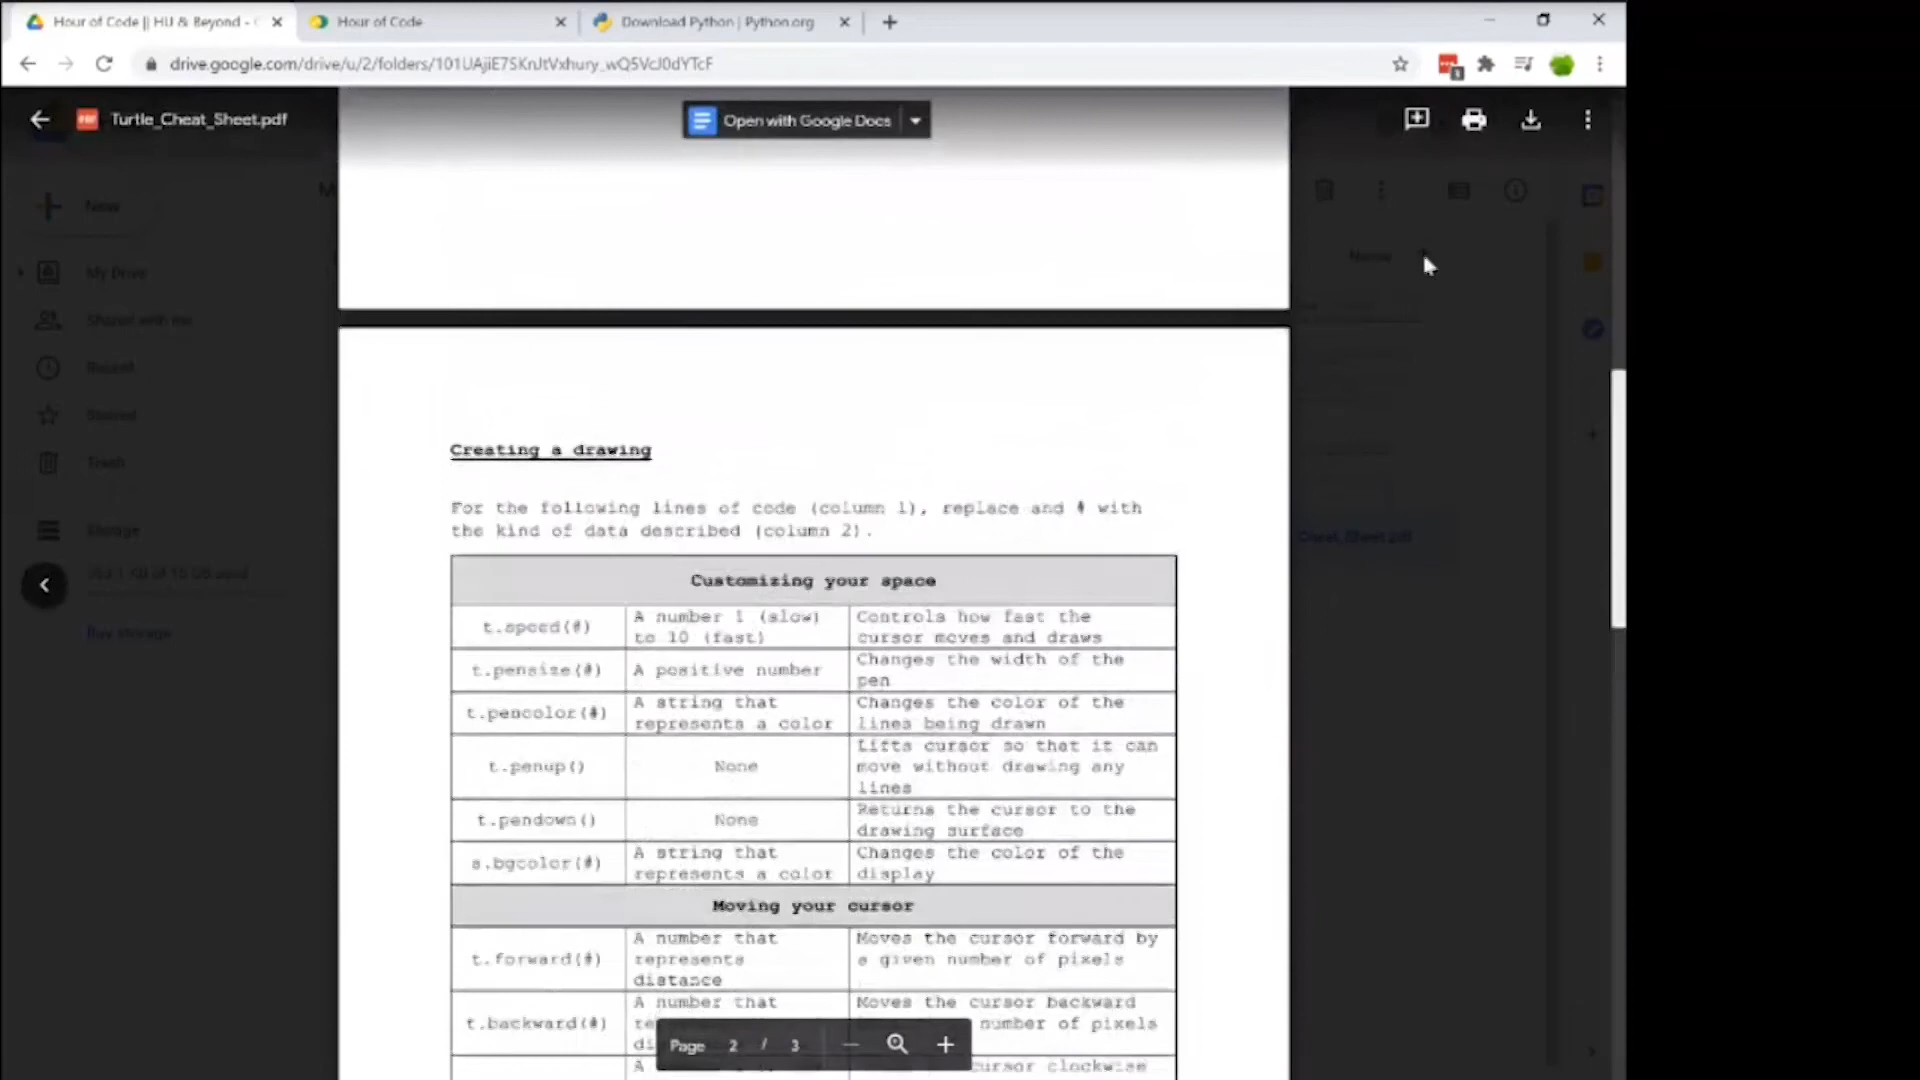 Hour of Code || HU & Beyond - G
Hour of Code
Download Python | Python.org
drive.google.com/drive/u/2/folders/101UAjiE7SKnJtVxhury_wQ5VcJ0dYTcF
Turtle_Cheat_Sheet.pdf
Open with Google Docs
New
My Drive
Name
Shared with me
Recent
Starred
Trash
Storage
of 15 GB used
Buy storage
Cheat_Sheet.pdf
Creating a drawing
For the following lines of code (column 1), replace and # with
the kind of data described (column 2).
Customizing your space
t.speed(#)
A number 1 (slow)
to 10 (fast)
Controls how fast the
cursor moves and draws
t.pensize(#)
A positive number
Changes the width of the
pen
t.pencolor(#)
A string that
represents a color
Changes the color of the
lines being drawn
t.penup()
None
Lifts cursor so that it can
move without drawing any
lines
t.pendown()
None
Returns the cursor to the
drawing surface
s.bgcolor(#)
A string that
represents a color
Changes the color of the
display
Moving your cursor
t.forward(#)
A number that
represents
distance
Moves the cursor forward by
a given number of pixels
t.backward(#)
A number that
Moves the cursor backward
number of pixels
A
cursor clockwise
Page 2 / 3